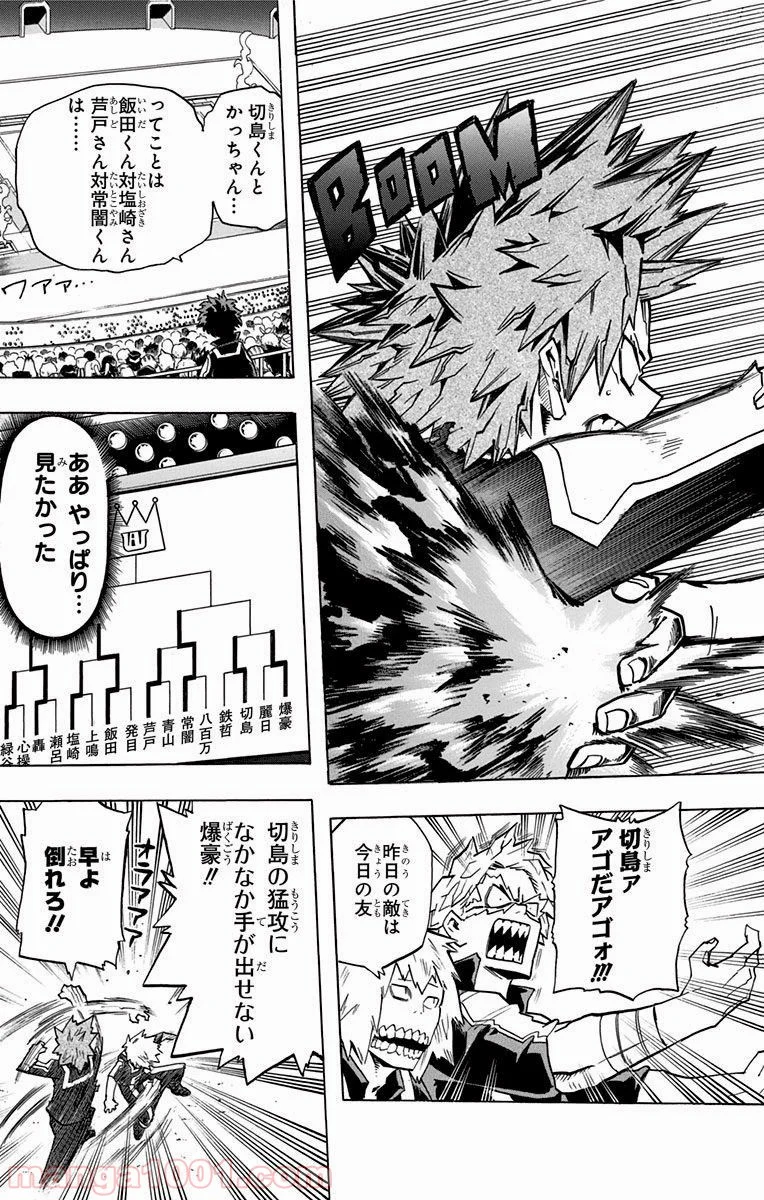 BOOM
切島くんと
かっちゃん…
ってことは
飯田くん対塩崎さん
芦戸さん対常闇くん
は……
ワアァ…
ああ やっぱり…
見たかった
爆豪
麗日
切島
鉄哲
八百万
常闇
青山
芦戸
発目
飯田
上鳴
塩崎
瀬呂
轟
心操
緑谷
切島ァ
アゴだアゴォ!!!
昨日の敵は
今日の友
切島の猛攻に
なかなか手が出せない
爆豪!!
オラアアア
早よ
倒れろ!!
manga1001.com